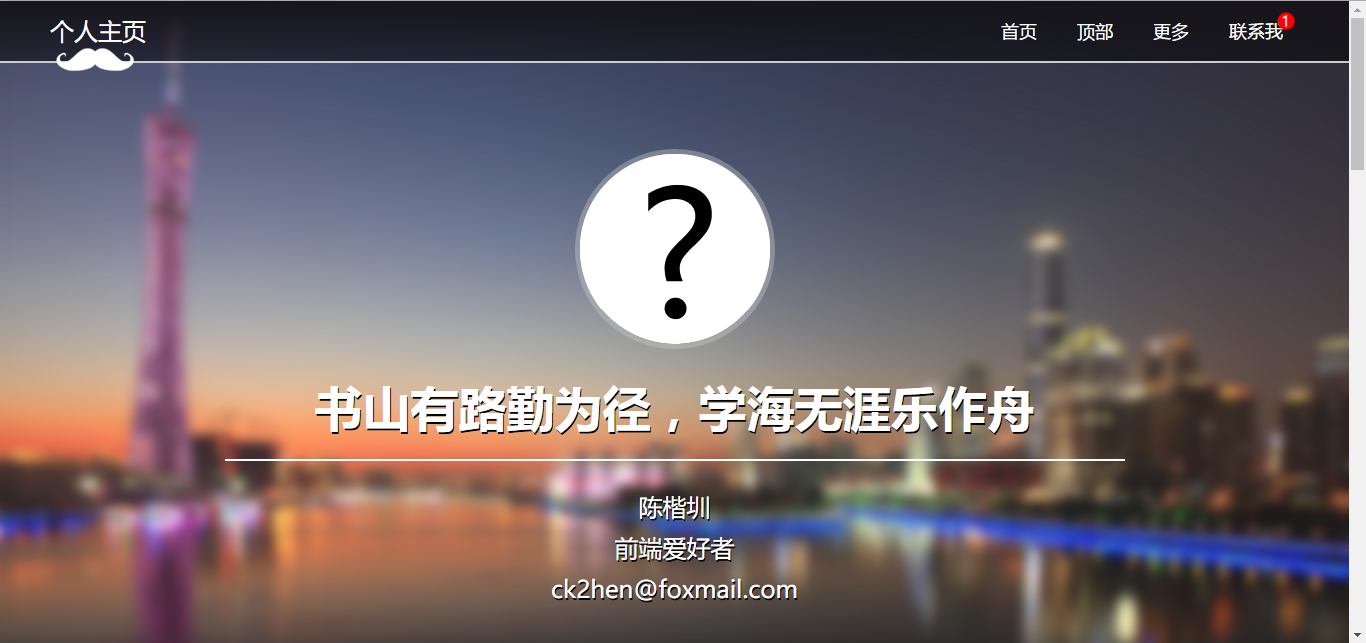 个人主页
首页 顶部 更多 联系我 1
?
书山有路勤为径，学海无涯乐作舟
陈楷圳
前端爱好者
ck2hen@foxmail.com